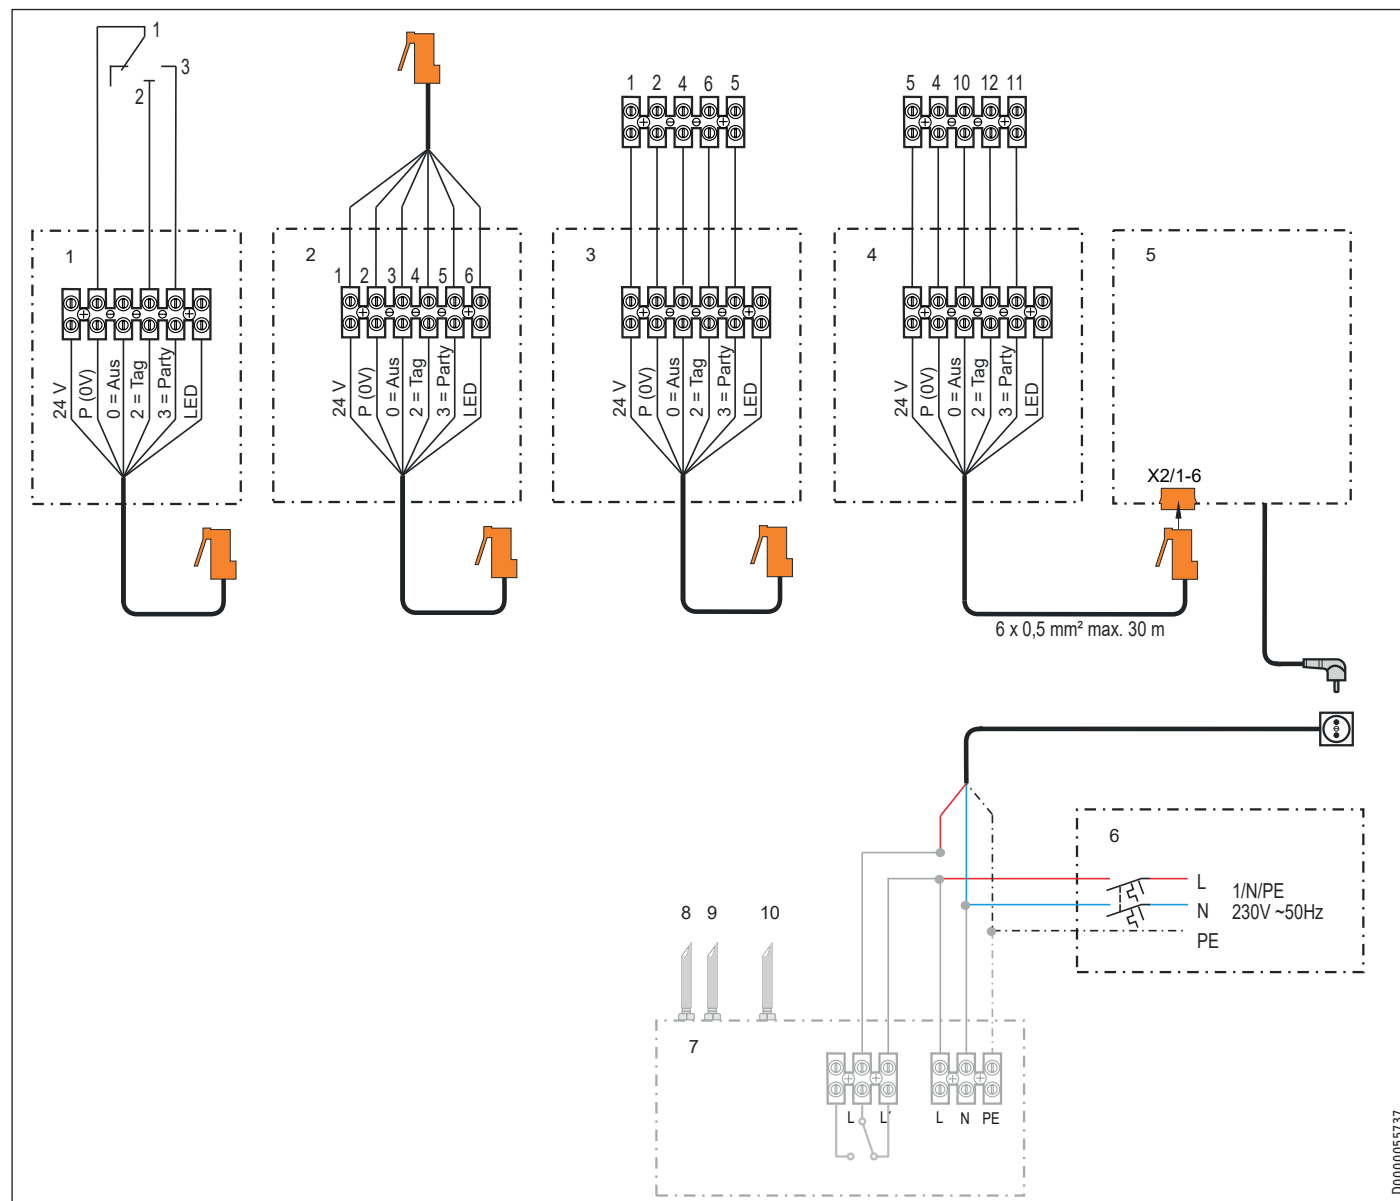 1
2
3
1
24 V
P (0V)
0 = Aus
2 = Tag
3 = Party
LED
2
1 2 3 4 5 6
24 V
P (0V)
0 = Aus
2 = Tag
3 = Party
LED
1 2 4 6 5
3
24 V
P (0V)
0 = Aus
2 = Tag
3 = Party
LED
5 4 10 12 11
4
24 V
P (0V)
0 = Aus
2 = Tag
3 = Party
LED
6 x 0,5 mm² max. 30 m
5
X2/1-6
6
L
N
PE
1/N/PE
230V ~50Hz
8 9 10
7
L L´ L N PE
D0000055737